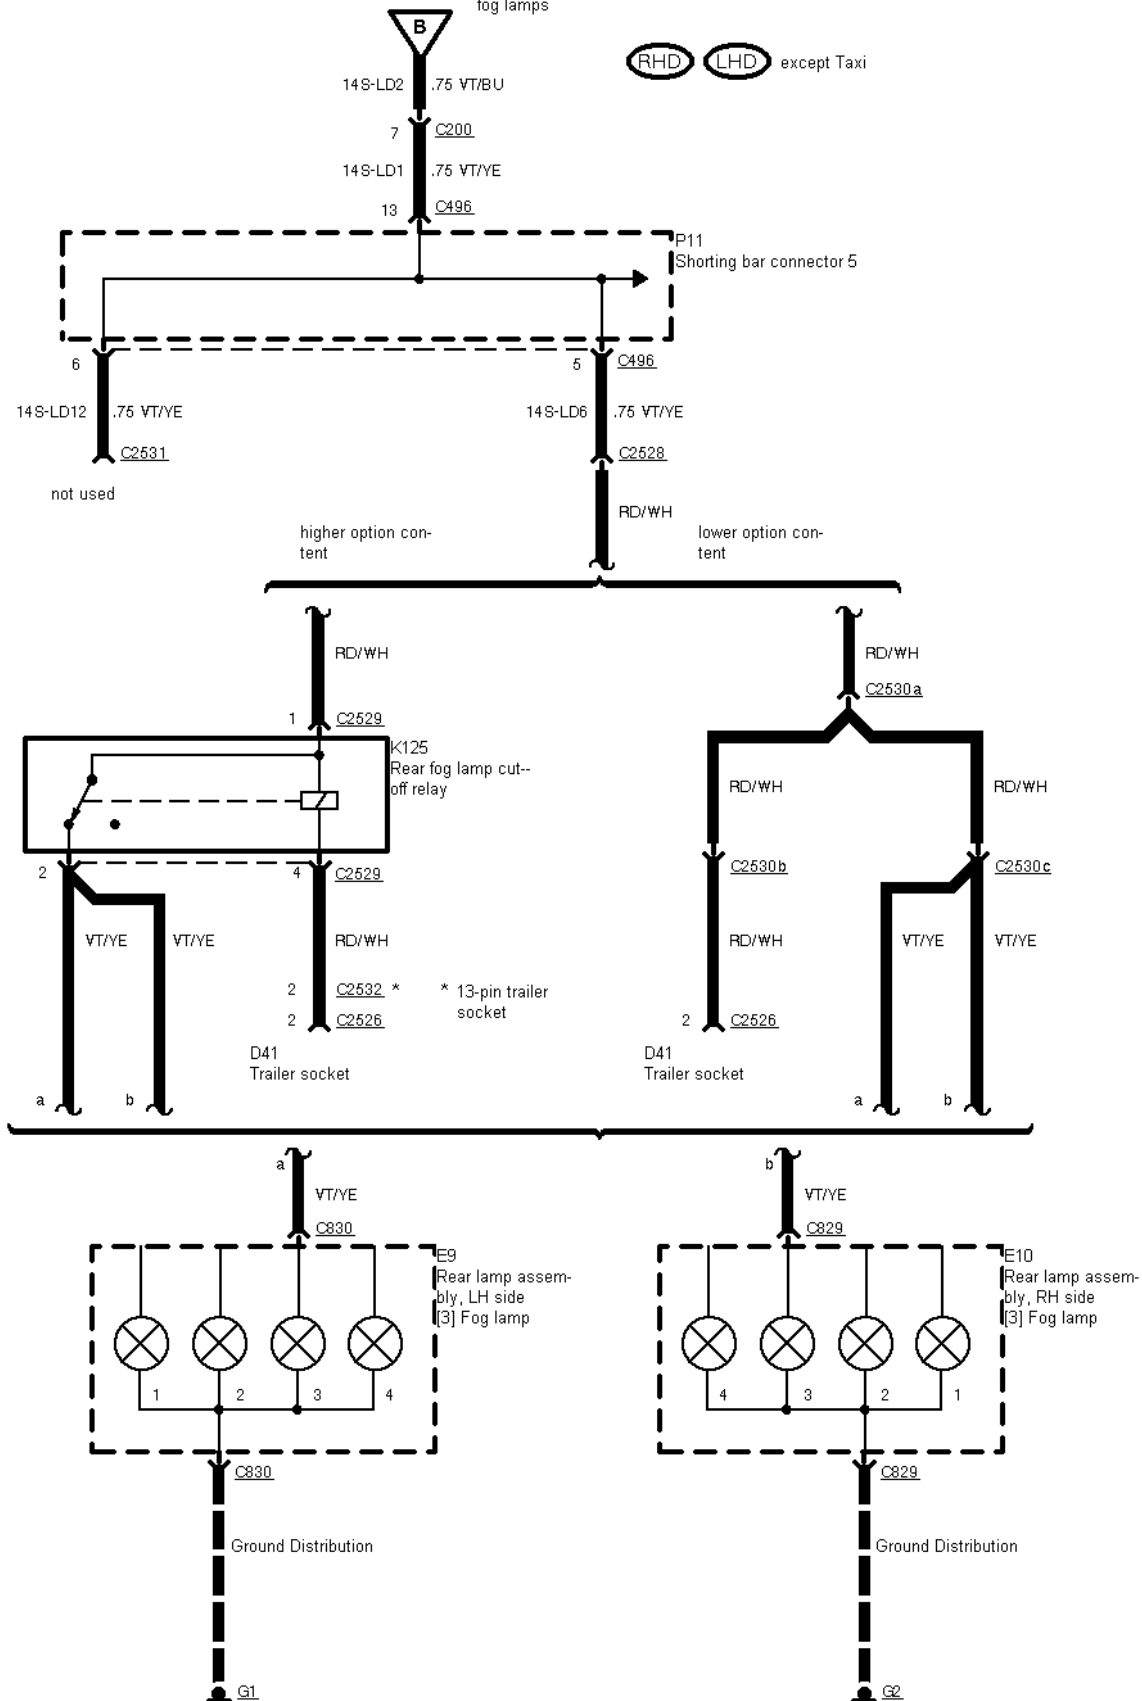 fog lamps
B
RHD LHD except Taxi
14S-LD2 .75 VT/BU
7 C200
14S-LD1 .75 VT/YE
13 C496
P11
Shorting bar connector 5
6 5 C496
14S-LD12 .75 VT/YE 14S-LD6 .75 VT/YE
C2531 C2528
not used
RD/WH
higher option con-
tent
lower option con-
tent
RD/WH RD/WH
C2530a
1 C2529
K125
Rear fog lamp cut--
off relay
RD/WH RD/WH
2 4 C2529
C2530b C2530c
VT/YE VT/YE RD/WH RD/WH VT/YE VT/YE
2 C2532 * * 13-pin trailer
socket
2 C2526 2 C2526
D41
Trailer socket
D41
Trailer socket
a b a b
a b
VT/YE VT/YE
C830 C829
E9
Rear lamp assem-
bly, LH side
[3] Fog lamp
E10
Rear lamp assem-
bly, RH side
[3] Fog lamp
1 2 3 4 4 3 2 1
C830 C829
Ground Distribution Ground Distribution
G1 G2